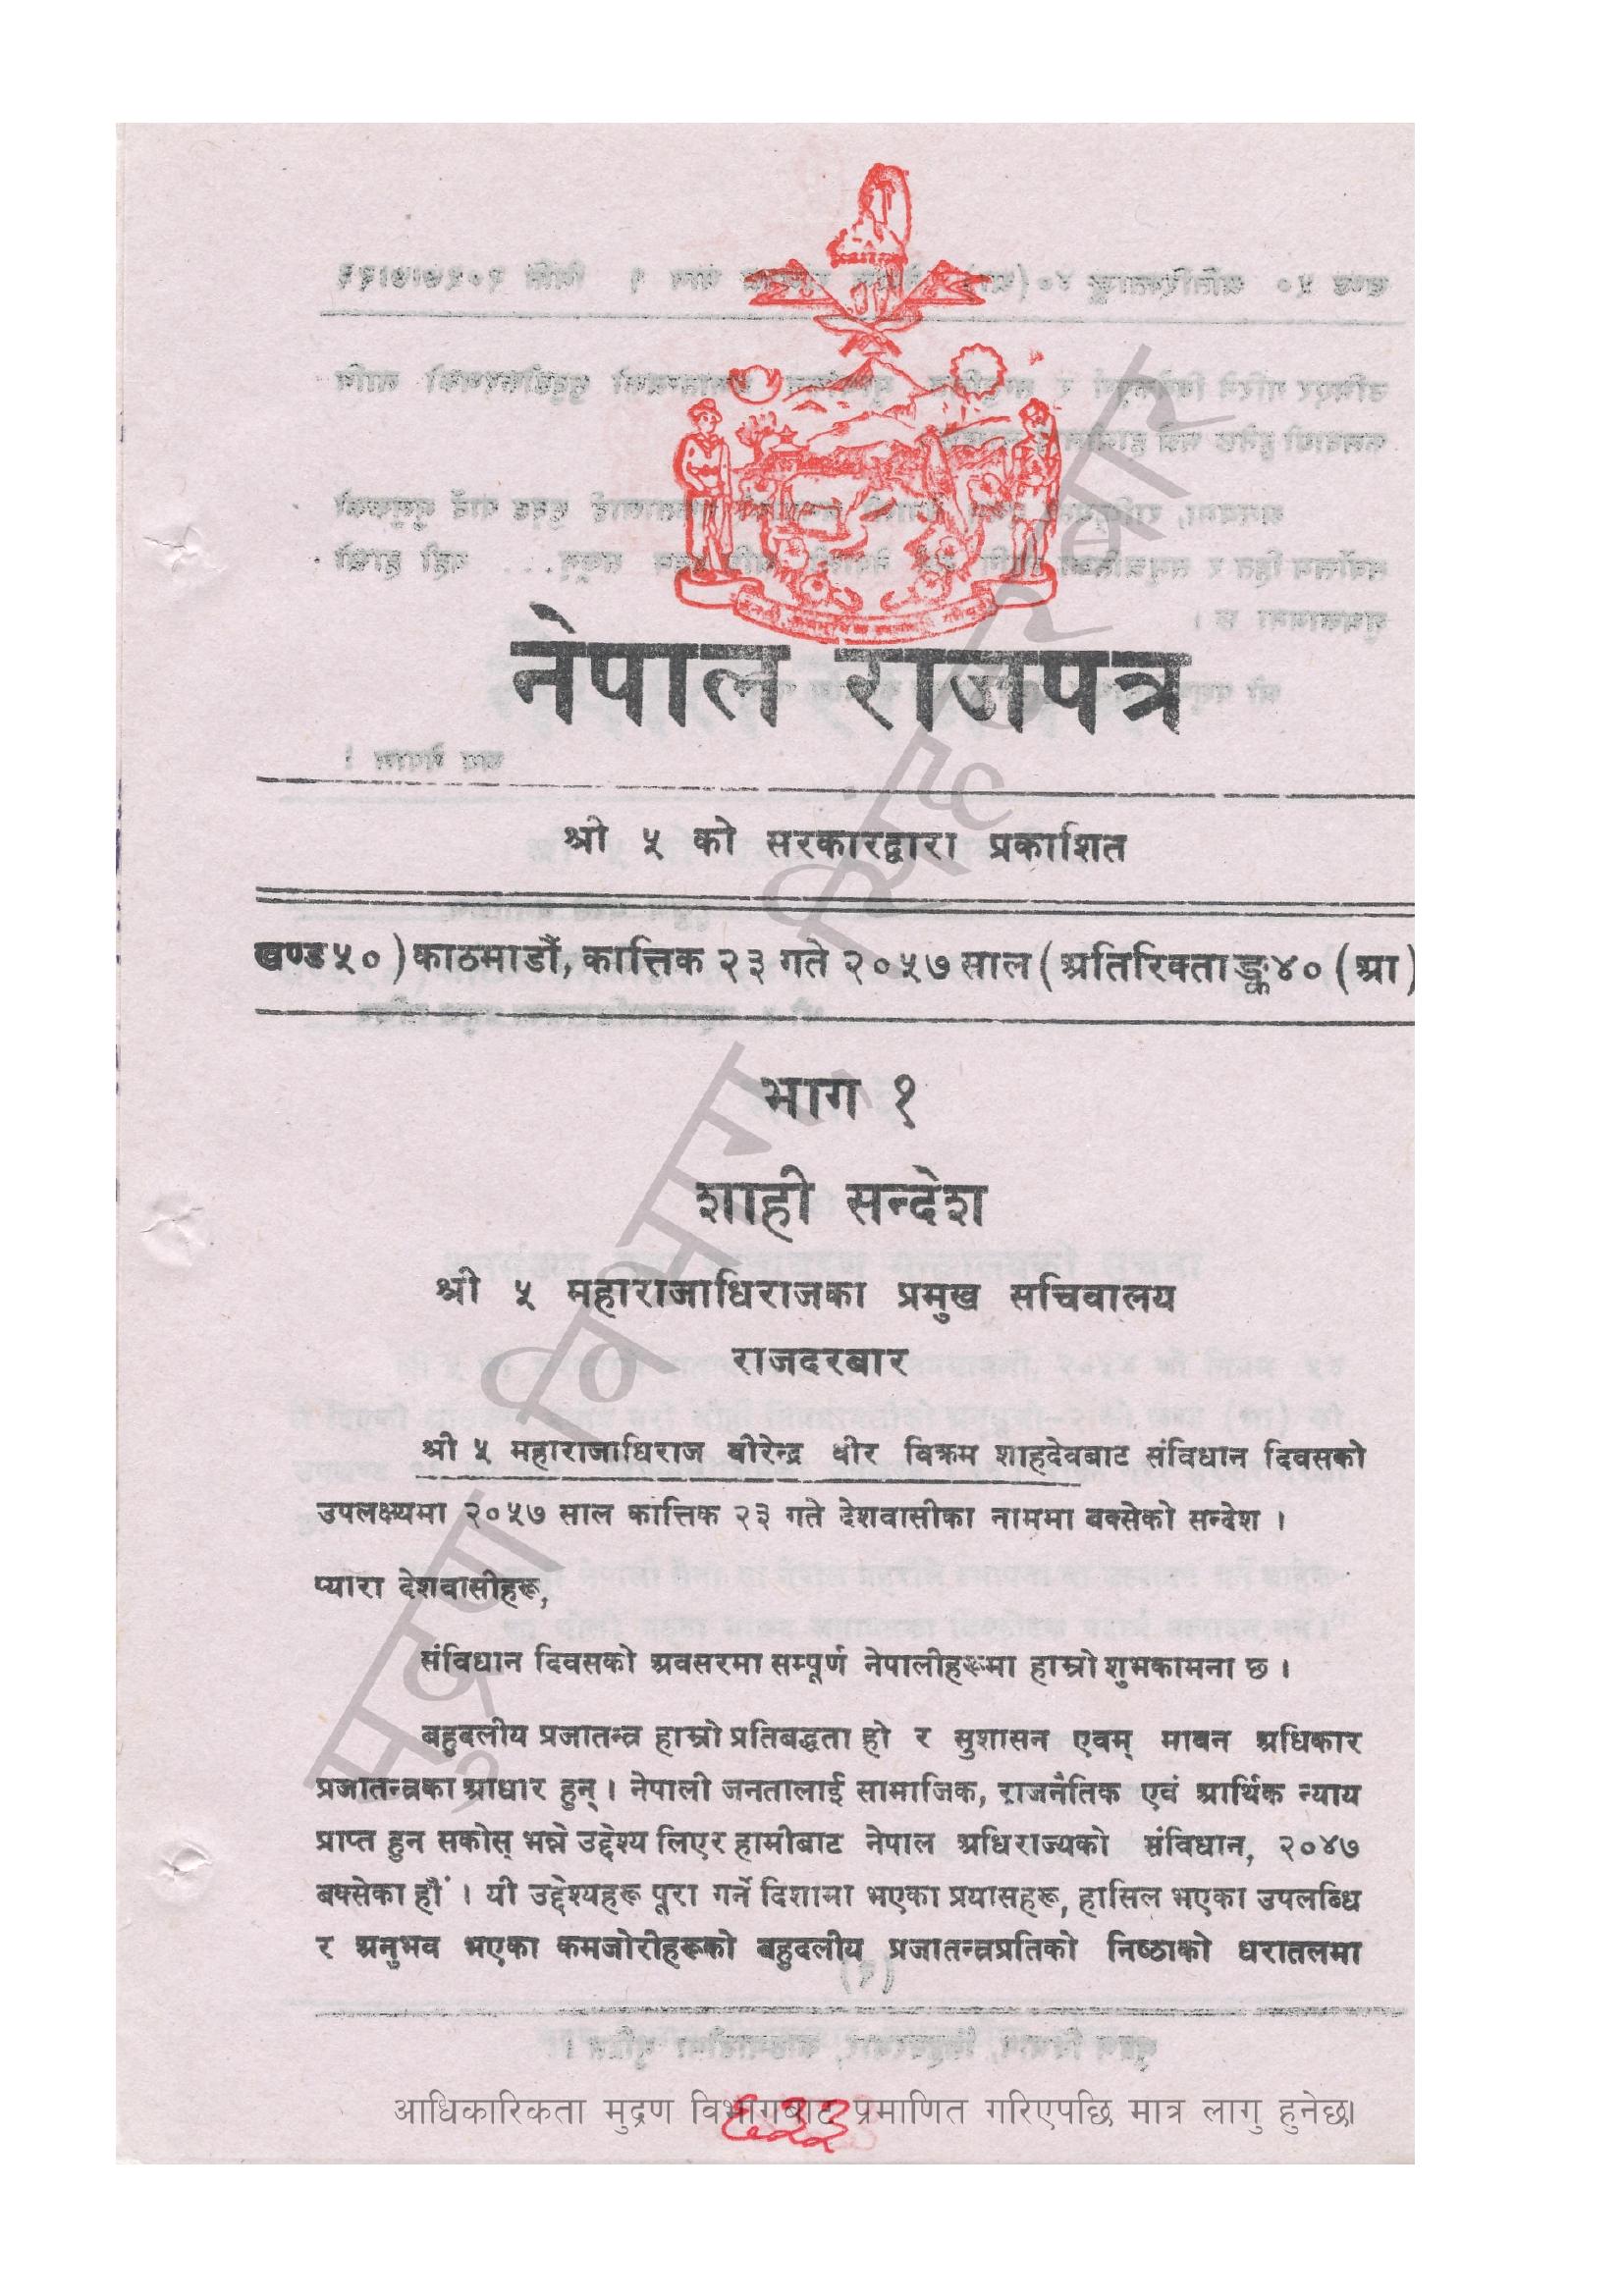 नेपाल राजपत्र
श्री ५ को सरकारद्वारा प्रकाशित
खण्ड ५०) काठमाडौं, कात्तिक २३ गते २०५७ साल (अतिरिक्ताङ्क ४० (आ)
भाग १
शाही सन्देश
श्री ५ महाराजाधिराजका प्रमुख सचिवालय
राजदरबार
श्री ५ महाराजाधिराज वीरेन्द्र वीर विक्रम शाहदेवबाट संविधान दिवसको
उपलक्ष्यमा २०५७ साल कात्तिक २३ गते देशवासीका नाममा बक्सेको सन्देश ।
प्यारा देशवासीहरू,
संविधान दिवसको अवसरमा सम्पूर्ण नेपालीहरूमा हाम्रो शुभकामना छ ।
बहुदलीय प्रजातन्त्र हाम्रो प्रतिबद्धता हो र सुशासन एवम् मानव अधिकार
प्रजातन्त्रका आधार हुन् । नेपाली जनतालाई सामाजिक, राजनैतिक एवं आर्थिक न्याय
प्राप्त हुन सकोस् भन्ने उद्देश्य लिएर हामीबाट नेपाल अधिराज्यको संविधान, २०४७
बक्सेका हौं । यी उद्देश्यहरू पूरा गर्ने दिशामा भएका प्रयासहरू, हासिल भएका उपलब्धि
र अनुभव भएका कमजोरीहरूको बहुदलीय प्रजातन्त्रप्रतिको निष्ठाको धरातलमा
मुद्रण विभाग, सिंहदरबार
आधिकारिकता मुद्रण विभागबाट प्रमाणित गरिएपछि मात्र लागु हुनेछ।